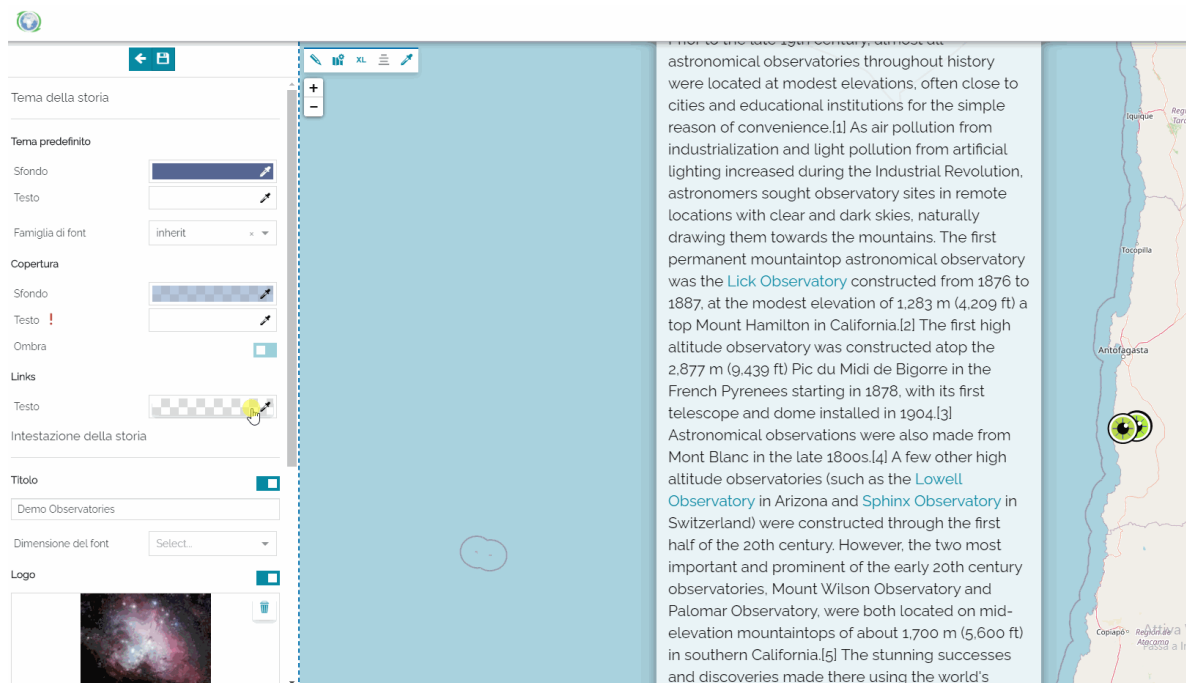 XL
Tema della storia
+
−
Tema predefinito
Sfondo
Testo
Famiglia di font
inherit
×
Copertura
Sfondo
Testo
Ombra
Links
Testo
Intestazione della storia
Titolo
Demo Observatories
Dimensione del font
Select...
Logo
astronomical observatories throughout history
were located at modest elevations, often close to
cities and educational institutions for the simple
reason of convenience.[1] As air pollution from
industrialization and light pollution from artificial
lighting increased during the Industrial Revolution,
astronomers sought observatory sites in remote
locations with clear and dark skies, naturally
drawing them towards the mountains. The first
permanent mountaintop astronomical observatory
was the Lick Observatory constructed from 1876 to
1887, at the modest elevation of 1,283 m (4,209 ft) a
top Mount Hamilton in California.[2] The first high
altitude observatory was constructed atop the
2,877 m (9,439 ft) Pic du Midi de Bigorre in the
French Pyrenees starting in 1878, with its first
telescope and dome installed in 1904.[3]
Astronomical observations were also made from
Mont Blanc in the late 1800s.[4] A few other high
altitude observatories (such as the Lowell
Observatory in Arizona and Sphinx Observatory in
Switzerland) were constructed through the first
half of the 20th century. However, the two most
important and prominent of the early 20th century
observatories, Mount Wilson Observatory and
Palomar Observatory, were both located on mid-
elevation mountaintops of about 1,700 m (5,600 ft)
in southern California.[5] The stunning successes
and discoveries made there using the world's
Iquique
Tocopilla
Antofagasta
Copiapó
Atacama